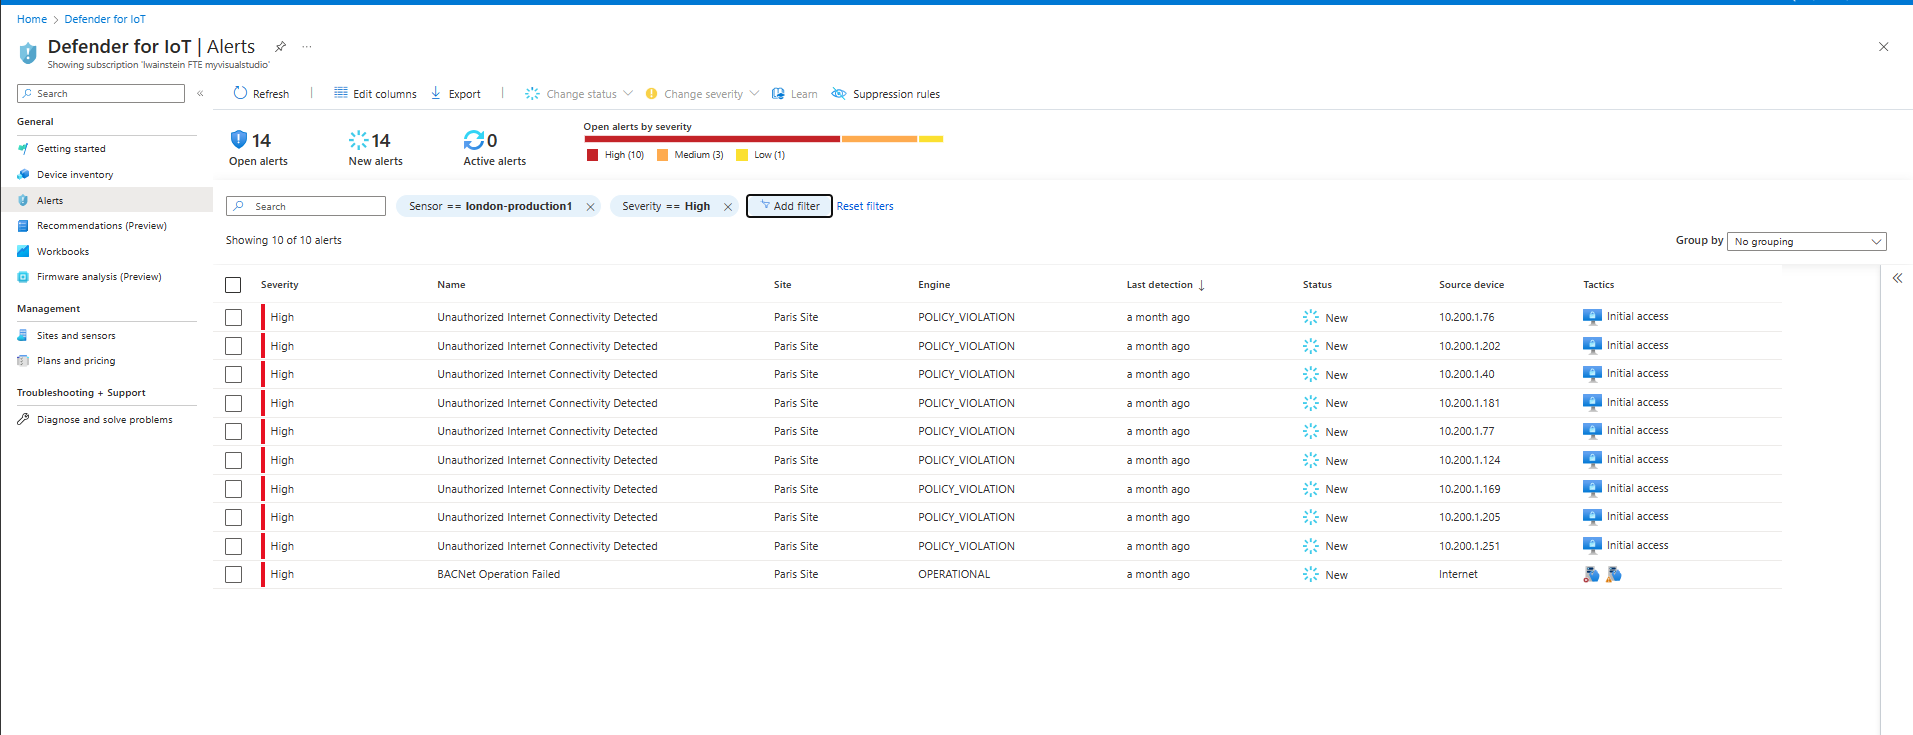 Home > Defender for IoT
Defender for IoT | Alerts ...
Showing subscription 'lwainstein FTE myvisualstudio'
Search «
Refresh | Edit columns Export | Change status Change severity Learn Suppression rules
General
Getting started
Device inventory
Alerts
Recommendations (Preview)
Workbooks
Firmware analysis (Preview)
Management
Sites and sensors
Plans and pricing
Troubleshooting + Support
Diagnose and solve problems
14 14 0
Open alerts New alerts Active alerts
Open alerts by severity
High (10) Medium (3) Low (1)
Search Sensor == london-production1 Severity == High Add filter Reset filters
Showing 10 of 10 alerts
Group by No grouping
Severity Name Site Engine Last detection ↓ Status Source device Tactics
High Unauthorized Internet Connectivity Detected Paris Site POLICY_VIOLATION a month ago New 10.200.1.76 Initial access
High Unauthorized Internet Connectivity Detected Paris Site POLICY_VIOLATION a month ago New 10.200.1.202 Initial access
High Unauthorized Internet Connectivity Detected Paris Site POLICY_VIOLATION a month ago New 10.200.1.40 Initial access
High Unauthorized Internet Connectivity Detected Paris Site POLICY_VIOLATION a month ago New 10.200.1.181 Initial access
High Unauthorized Internet Connectivity Detected Paris Site POLICY_VIOLATION a month ago New 10.200.1.77 Initial access
High Unauthorized Internet Connectivity Detected Paris Site POLICY_VIOLATION a month ago New 10.200.1.124 Initial access
High Unauthorized Internet Connectivity Detected Paris Site POLICY_VIOLATION a month ago New 10.200.1.169 Initial access
High Unauthorized Internet Connectivity Detected Paris Site POLICY_VIOLATION a month ago New 10.200.1.205 Initial access
High Unauthorized Internet Connectivity Detected Paris Site POLICY_VIOLATION a month ago New 10.200.1.251 Initial access
High BACNet Operation Failed Paris Site OPERATIONAL a month ago New Internet